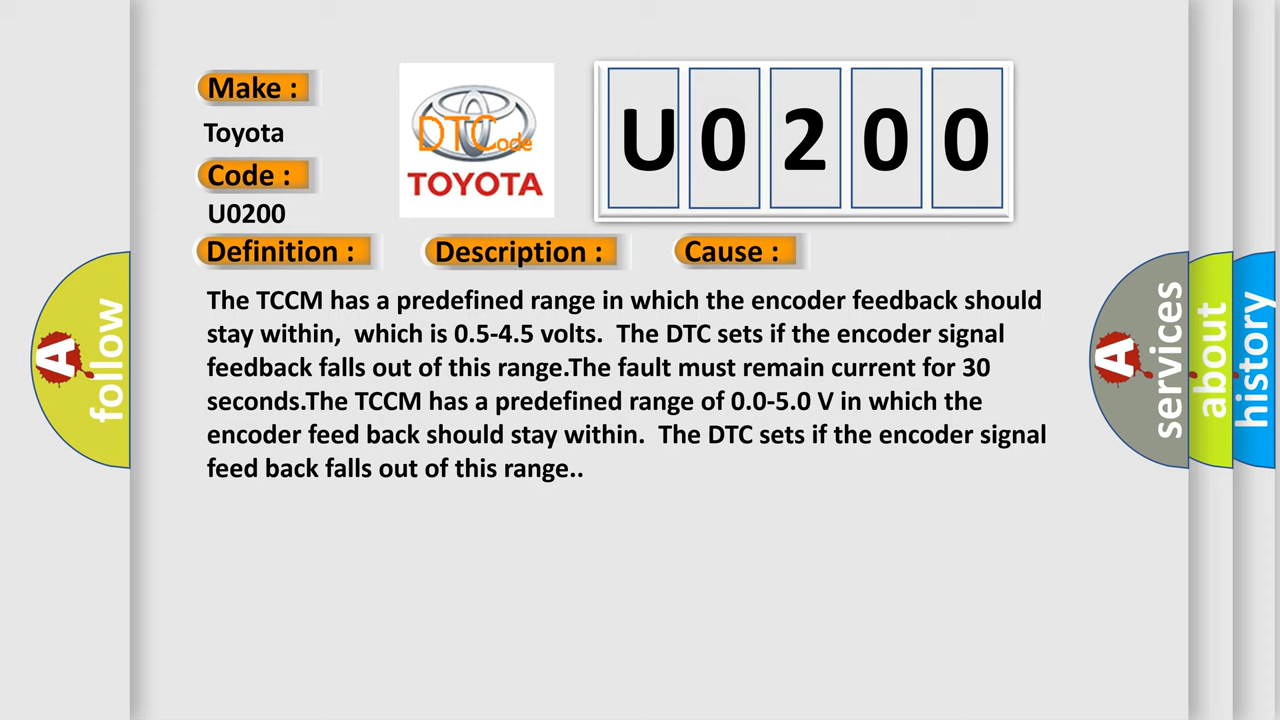 Make :
Toyota
Code :
U0200
DTCode
TOYOTA
U0200
Definition :
Description :
Cause :
The TCCM has a predefined range in which the encoder feedback should
stay within,  which is 0.5-4.5 volts  The DTC sets if the encoder signal
feedback falls out of this range.The fault must remain current for 30
seconds.The TCCM has a predefined range of 0.0-5.0 V in which the
encoder feed back should stay within  The DTC sets if the encoder signal
feed back falls out of this range..
A follow
A services
about
history